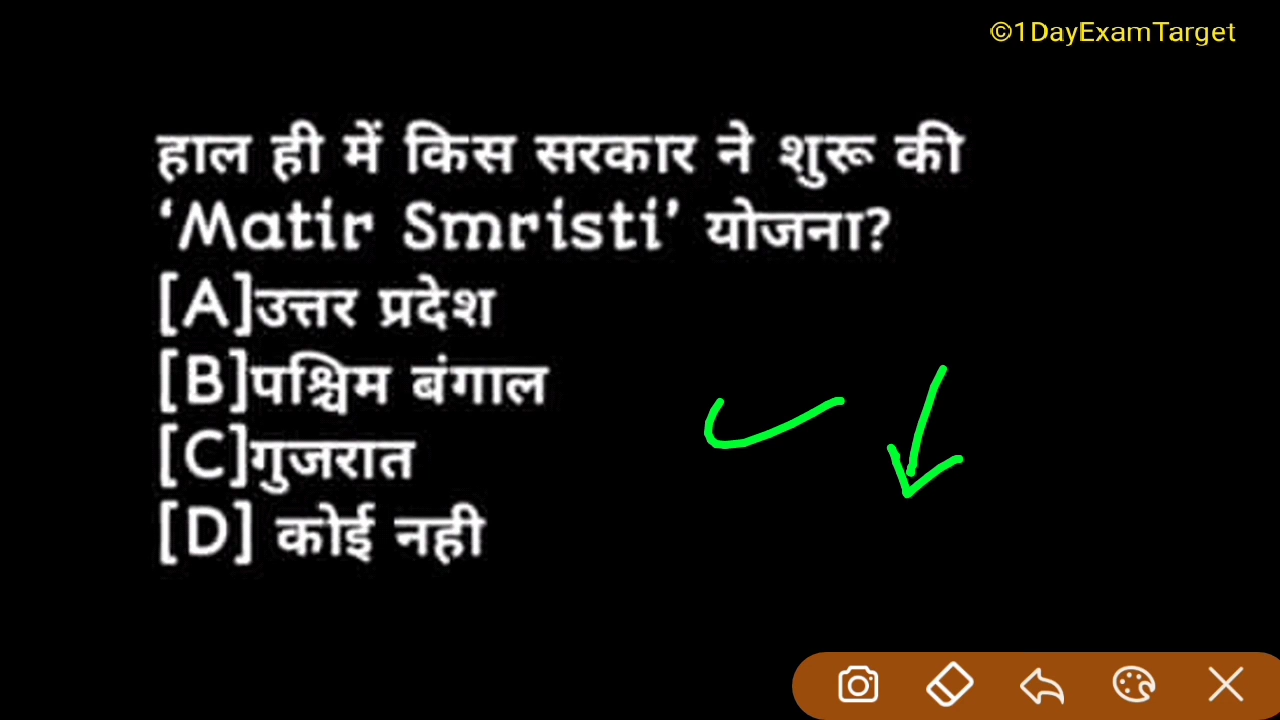 ©1DayExamTarget
हाल ही में किस सरकार ने शुरू की
‘Matir Smristi’ योजना?
[A]उत्तर प्रदेश
[B]पश्चिम बंगाल
[C]गुजरात
[D] कोई नही